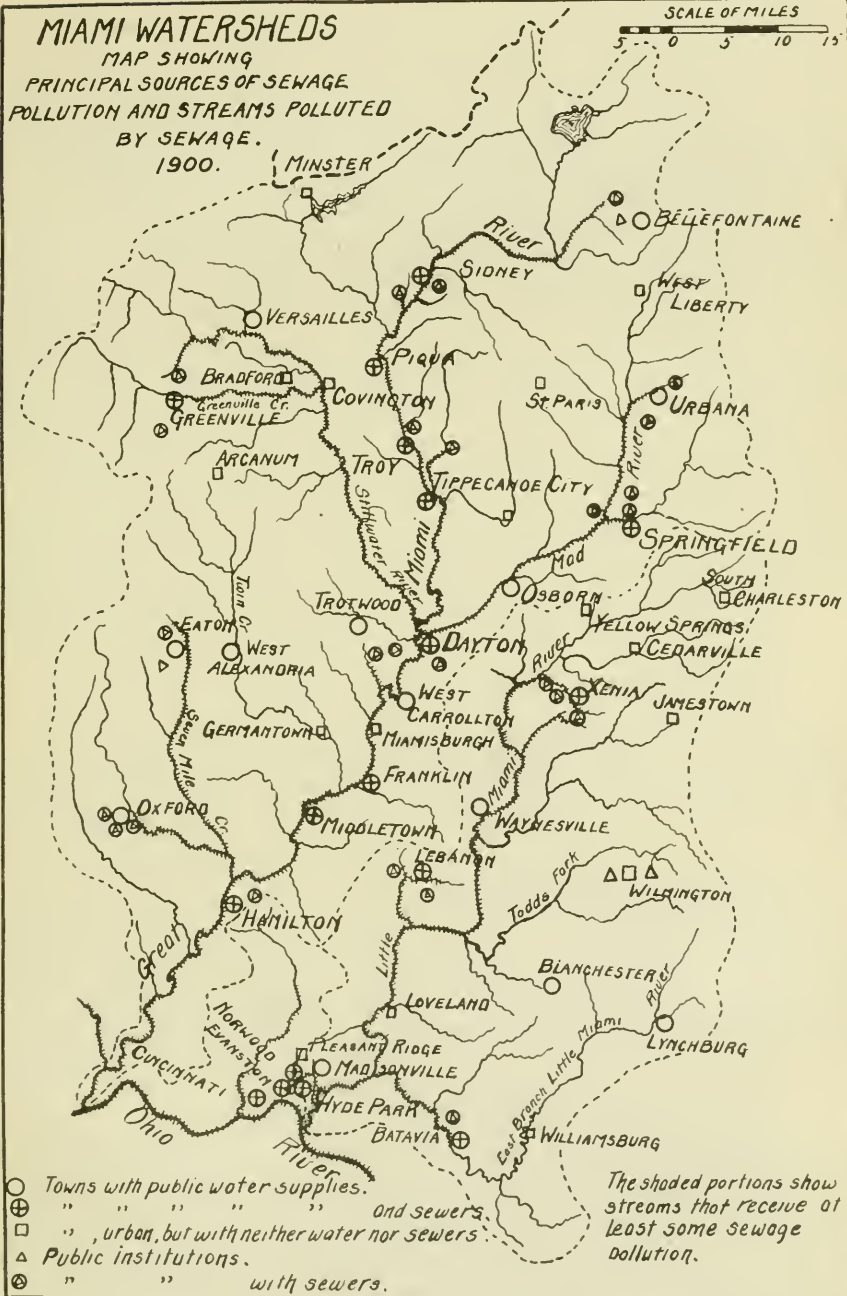 MIAMI WATERSHEDS
MAP SHOWING
PRINCIPAL SOURCES OF SEWAGE
POLLUTION AND STREAMS POLLUTED
BY SEWAGE.
1900.
SCALE OF MILES
5 0 5 10 15
MINSTER
River
BELLEFONTAINE
SIDNEY
WEST
LIBERTY
VERSAILLES
PIQUA
BRADFORD
COVINGTON
Greenville Cr.
GREENVILLE
ST. PARIS
URBANA
ARCANUM
TROY
TIPPECANOE CITY
River
Stillwater River
Miami
Mad
SPRINGFIELD
Twin Cr.
TROTWOOD
OSBORN
SOUTH
CHARLESTON
EATON
WEST
ALEXANDRIA
DAYTON
River
YELLOW SPRINGS
CEDARVILLE
WEST
CARROLLTON
XENIA
JAMESTOWN
Seven Mile Cr.
GERMANTOWN
MIAMISBURGH
FRANKLIN
Miami
OXFORD
MIDDLETOWN
WAYNESVILLE
LEBANON
Todds Fork
WILMINGTON
HAMILTON
Great
Little
BLANCHESTER
LOVELAND
River
LYNCHBURG
NORWOOD
EVANSTON
PLEASANT RIDGE
MADISONVILLE
CINCINNATI
HYDE PARK
East Branch Little Miami
BATAVIA
WILLIAMSBURG
Ohio
River
Towns with public water supplies.
" " " " and sewers
" , urban, but with neither water nor sewers.
Public institutions.
" " with sewers.
The shaded portions show
streams that receive at
least some sewage
pollution.